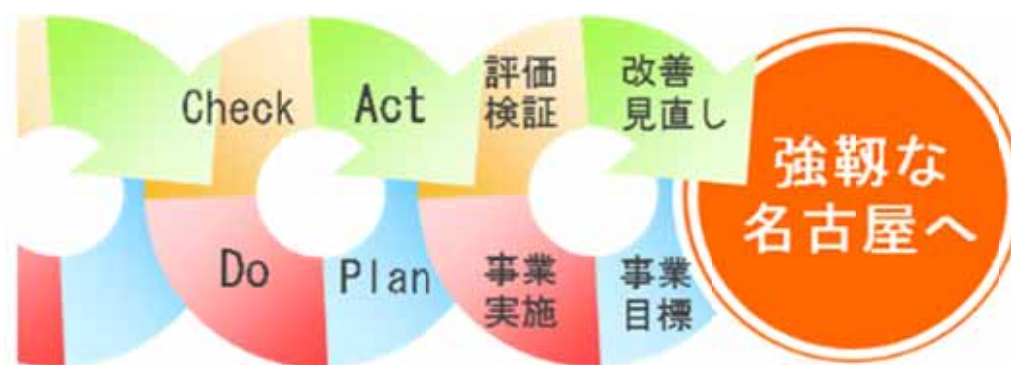 Check
Act
Do
Plan
評価
検証
改善
見直し
事業
実施
事業
目標
強靱な
名古屋へ